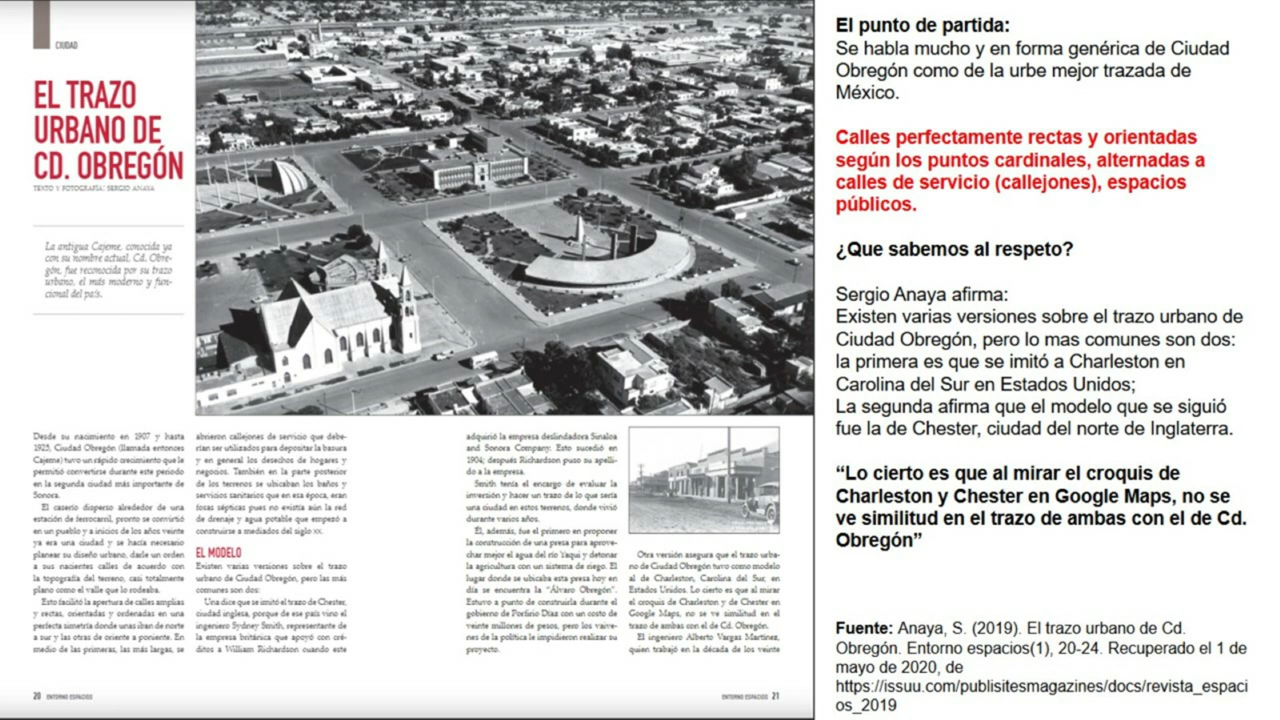 CIUDAD
EL TRAZO
URBANO DE
CD. OBREGÓN
TEXTO Y FOTOGRAFÍA: SERGIO ANAYA
La antigua Cajeme, conocida ya
con su nombre actual, Cd. Obre-
gón, fue reconocida por su trazo
urbano, el más moderno y fun-
cional del país.
Desde su nacimiento en 1907 y hasta
1925, Ciudad Obregón (llamada entonces
Cajeme) tuvo un rápido crecimiento que le
permitió convertirse durante este periodo
en la segunda ciudad más importante de
Sonora.
El caserío disperso alrededor de una
estación de ferrocarril, pronto se convirtió
en un pueblo y a inicios de los años veinte
ya era una ciudad y se hacía necesario
planear su diseño urbano, darle un orden
a sus nacientes calles de acuerdo con
la topografía del terreno, casi totalmente
plano como el valle que lo rodeaba.
Esto facilitó la apertura de calles amplias
y rectas, orientadas y ordenadas en una
perfecta simetría donde unas iban de norte
a sur y las otras de oriente a poniente. En
medio de las primeras, las más largas, se
abrieron callejones de servicio que debe-
rían ser utilizados para depositar la basura
y en general los desechos de hogares y
negocios. También en la parte posterior
de los terrenos se ubicaban los baños y
servicios sanitarios que en esa época, eran
fosas sépticas pues no existía aún la red
de drenaje y agua potable que empezó a
construirse a mediados del siglo XX.
EL MODELO
Existen varias versiones sobre el trazo
urbano de Ciudad Obregón, pero las más
comunes son dos:
Una dice que se imitó el trazo de Chester,
ciudad inglesa, porque de ese país vino el
ingeniero Sydney Smith, representante de
la empresa británica que apoyó con cré-
ditos a William Richardson cuando este
adquirió la empresa deslindadora Sinaloa
and Sonora Company. Esto sucedió en
1904; después Richardson puso su apelli-
do a la empresa.
Smith tenía el encargo de evaluar la
inversión y hacer un trazo de lo que sería
una ciudad en estos terrenos, donde vivió
durante varios años.
Él, además, fue el primero en proponer
la construcción de una presa para aprove-
char mejor el agua del río Yaqui y detonar
la agricultura con un sistema de riego. El
lugar donde se ubicaba esta presa hoy en
día se encuentra la "Álvaro Obregón".
Estuvo a punto de construirla durante el
gobierno de Porfirio Díaz con un costo de
veinte millones de pesos, pero los vaive-
nes de la política le impidieron realizar su
proyecto.
Otra versión asegura que el trazo urba-
no de Ciudad Obregón tuvo como modelo
al de Charleston, Carolina del Sur, en
Estados Unidos. Lo cierto es que al mirar
el croquis de Charleston y de Chester en
Google Maps, no se ve similitud en el
trazo de ambas con el de Cd. Obregón.
El ingeniero Alberto Vargas Martínez,
quien trabajó en la década de los veinte
20 ENTORNO ESPACIOS
ENTORNO ESPACIOS 21
El punto de partida:
Se habla mucho y en forma genérica de Ciudad
Obregón como de la urbe mejor trazada de
México.
Calles perfectamente rectas y orientadas
según los puntos cardinales, alternadas a
calles de servicio (callejones), espacios
públicos.
¿Que sabemos al respeto?
Sergio Anaya afirma:
Existen varias versiones sobre el trazo urbano de
Ciudad Obregón, pero lo mas comunes son dos:
la primera es que se imitó a Charleston en
Carolina del Sur en Estados Unidos;
La segunda afirma que el modelo que se siguió
fue la de Chester, ciudad del norte de Inglaterra.
“Lo cierto es que al mirar el croquis de
Charleston y Chester en Google Maps, no se
ve similitud en el trazo de ambas con el de Cd.
Obregón”
Fuente: Anaya, S. (2019). El trazo urbano de Cd.
Obregón. Entorno espacios(1), 20-24. Recuperado el 1 de
mayo de 2020, de
https://issuu.com/publisitesmagazines/docs/revista_espaci
os_2019